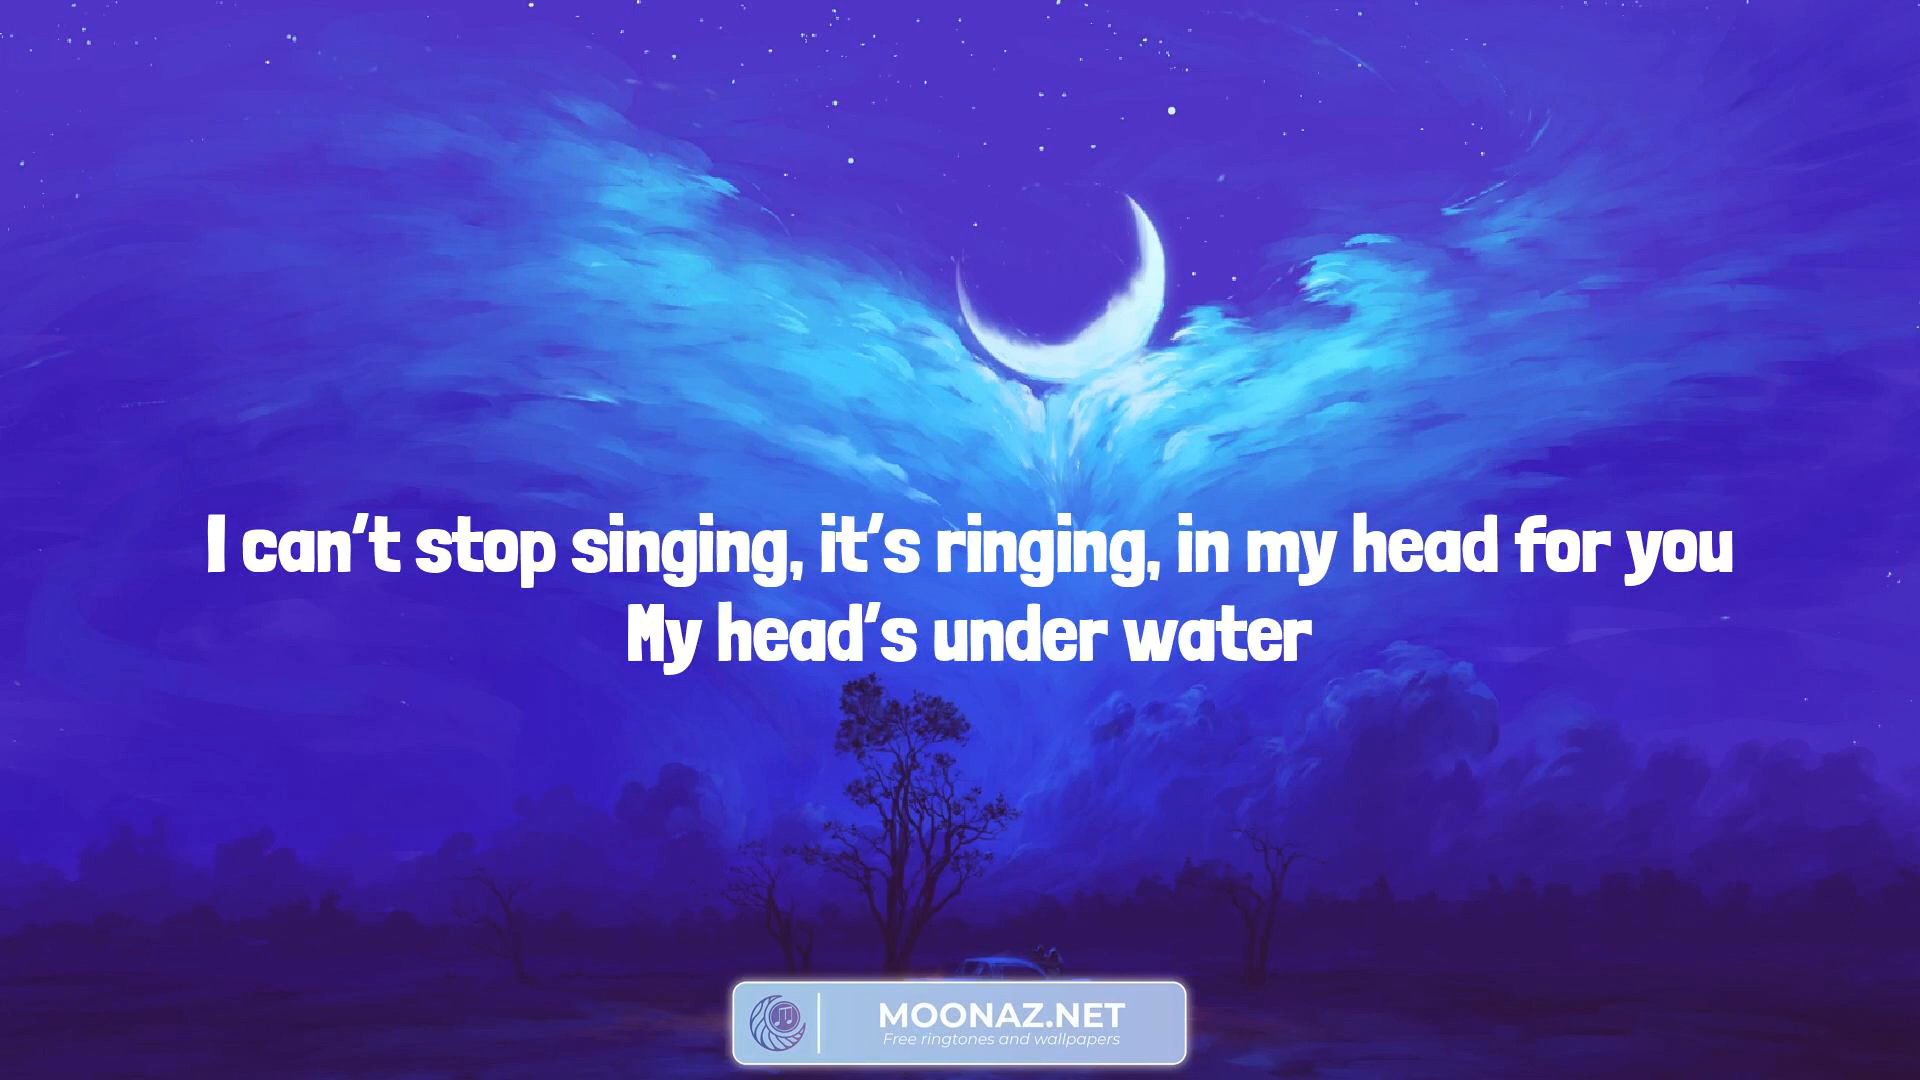 I can't stop singing, it's ringing, in my head for you
My head's under water
MOONAZ.NET
Free ringtones and wallpapers